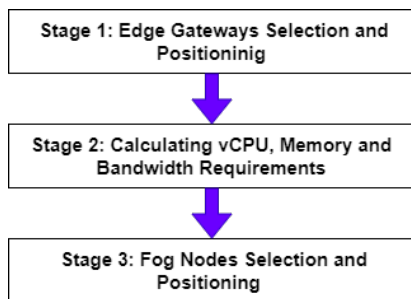 Stage 1: Edge Gateways Selection and
Positioninig
Stage 2: Calculating vCPU, Memory and
Bandwidth Requirements
Stage 3: Fog Nodes Selection and
Positioning